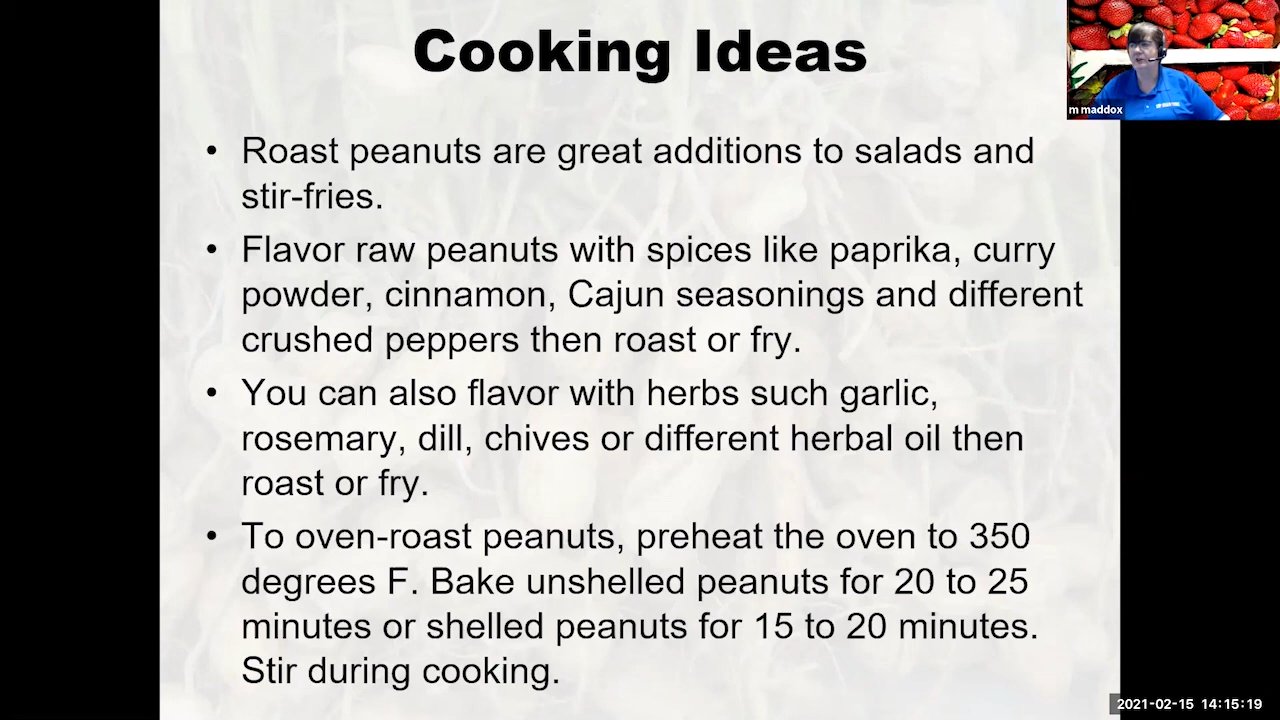 Cooking Ideas
• Roast peanuts are great additions to salads and
stir-fries.
• Flavor raw peanuts with spices like paprika, curry
powder, cinnamon, Cajun seasonings and different
crushed peppers then roast or fry.
• You can also flavor with herbs such garlic,
rosemary, dill, chives or different herbal oil then
roast or fry.
• To oven-roast peanuts, preheat the oven to 350
degrees F. Bake unshelled peanuts for 20 to 25
minutes or shelled peanuts for 15 to 20 minutes.
Stir during cooking.
m maddox
2021-02-15 14:15:19